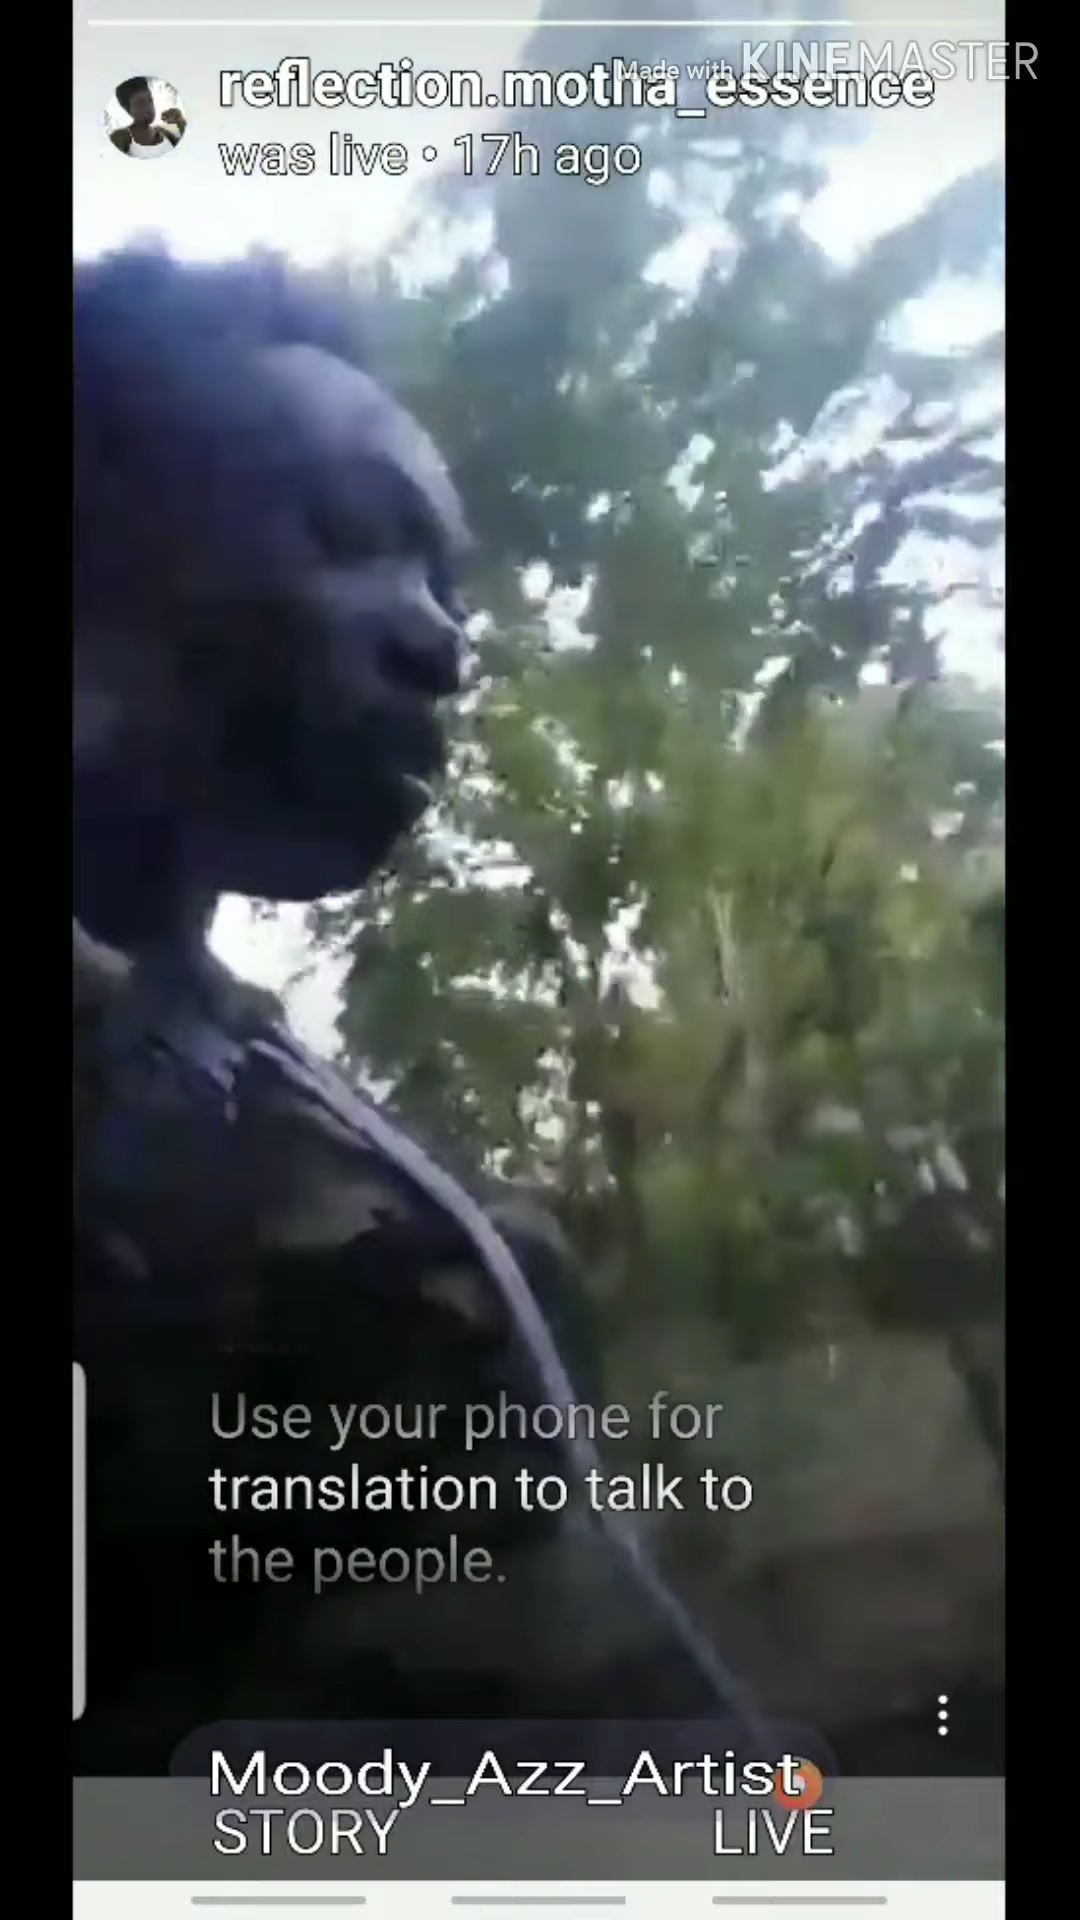 Made with KINEMASTER
reflection.motha_essence
was live • 17h ago
Use your phone for
translation to talk to
the people.
Moody_Azz_Artist
STORY LIVE